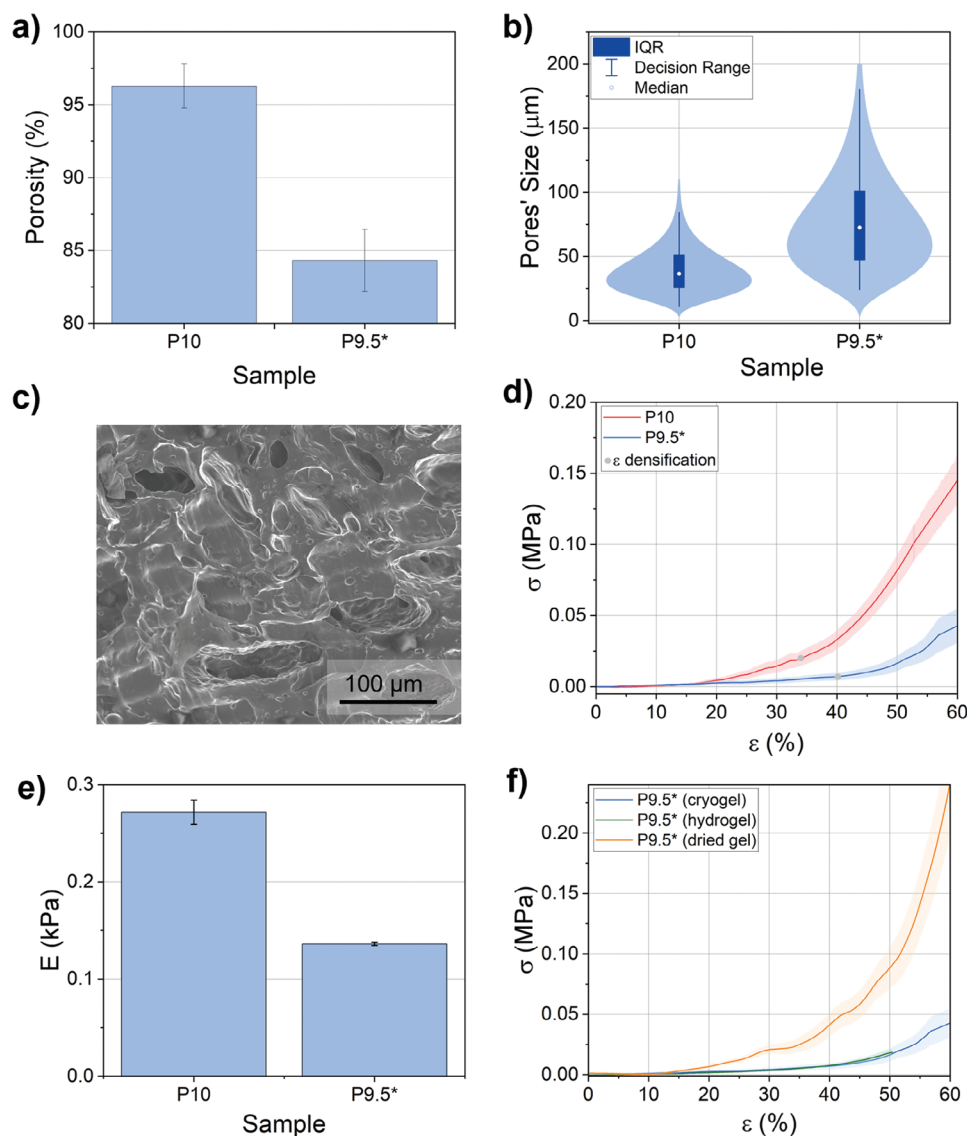 a)
100
95
90
85
80
Porosity (%)
P10
P9.5*
Sample
b)
IQR
Decision Range
Median
200
150
100
50
0
Pores' Size (μm)
P10
P9.5*
Sample
c)
100 μm
d)
P10
P9.5*
ε densification
0.20
0.15
0.10
0.05
0.00
σ (MPa)
0
10
20
30
40
50
60
ε (%)
e)
0.3
0.2
0.1
0.0
E (kPa)
P10
P9.5*
Sample
f)
P9.5* (cryogel)
P9.5* (hydrogel)
P9.5* (dried gel)
0.20
0.15
0.10
0.05
0.00
σ (MPa)
0
10
20
30
40
50
60
ε (%)